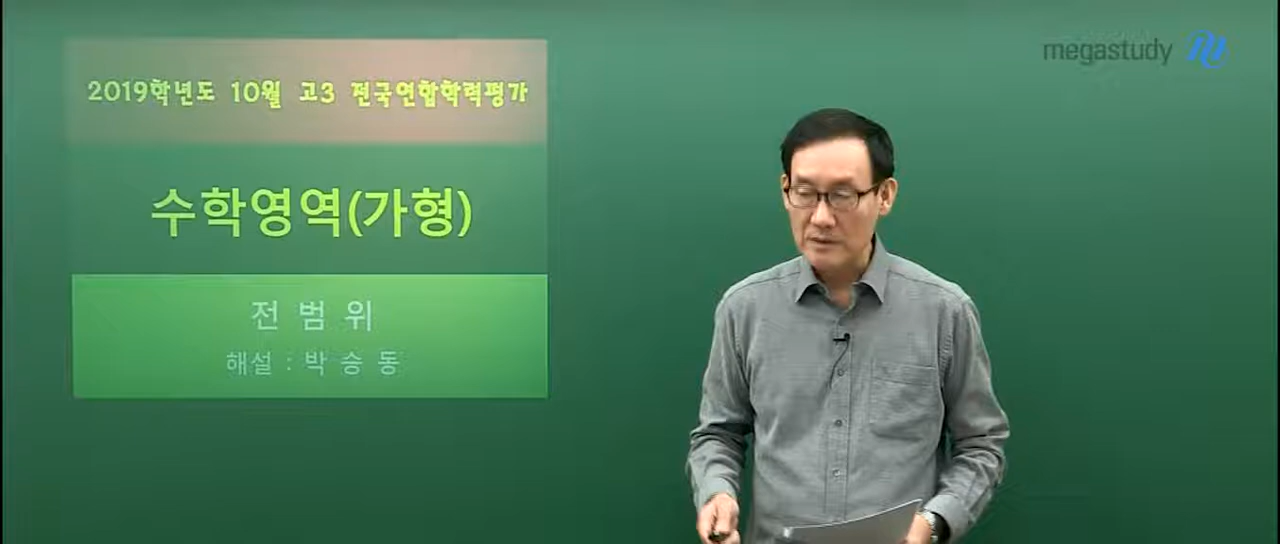 2019학년도 10월 고3 전국연합학력평가
수학영역(가형)
전 범 위
해설 : 박 승 동
megastudy